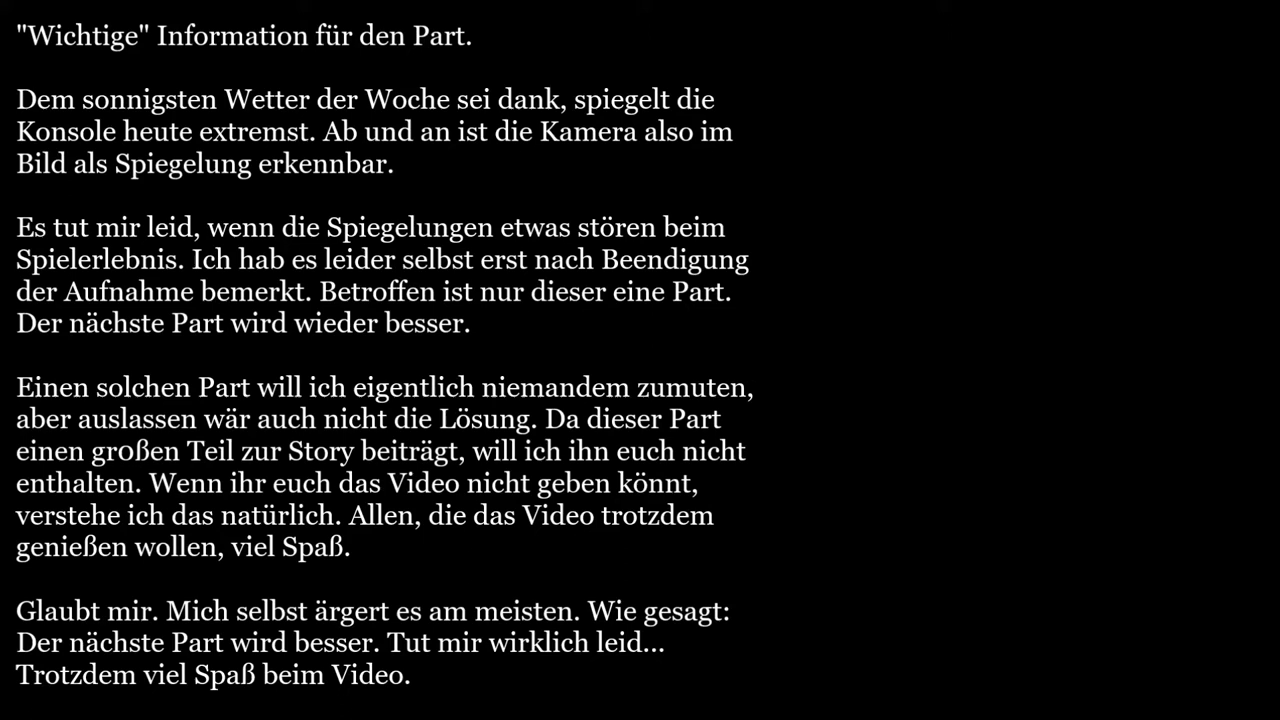 "Wichtige" Information für den Part.
Dem sonnigsten Wetter der Woche sei dank, spiegelt die
Konsole heute extremst. Ab und an ist die Kamera also im
Bild als Spiegelung erkennbar.
Es tut mir leid, wenn die Spiegelungen etwas stören beim
Spielerlebnis. Ich hab es leider selbst erst nach Beendigung
der Aufnahme bemerkt. Betroffen ist nur dieser eine Part.
Der nächste Part wird wieder besser.
Einen solchen Part will ich eigentlich niemandem zumuten,
aber auslassen wär auch nicht die Lösung. Da dieser Part
einen großen Teil zur Story beiträgt, will ich ihn euch nicht
enthalten. Wenn ihr euch das Video nicht geben könnt,
verstehe ich das natürlich. Allen, die das Video trotzdem
genießen wollen, viel Spaß.
Glaubt mir. Mich selbst ärgert es am meisten. Wie gesagt:
Der nächste Part wird besser. Tut mir wirklich leid...
Trotzdem viel Spaß beim Video.